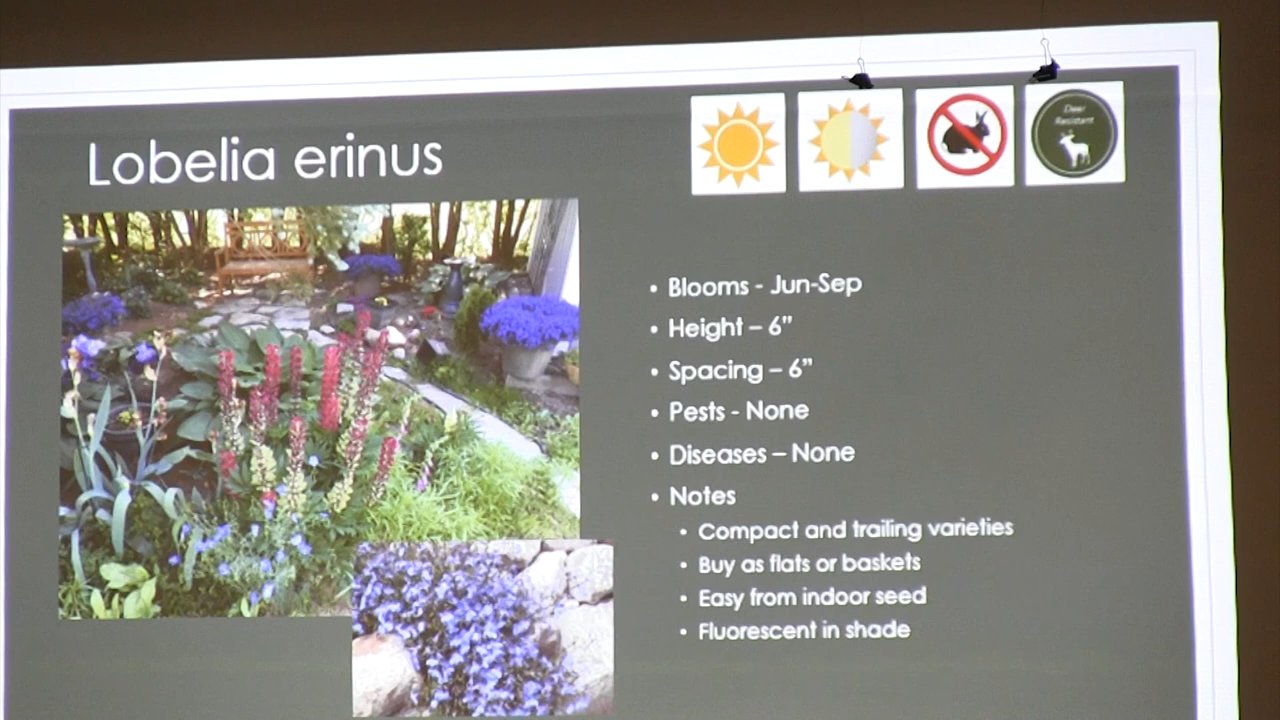 Lobelia erinus
Deer
Resistant
• Blooms - Jun-Sep
• Height – 6”
• Spacing – 6”
• Pests - None
• Diseases – None
• Notes
• Compact and trailing varieties
• Buy as flats or baskets
• Easy from indoor seed
• Fluorescent in shade